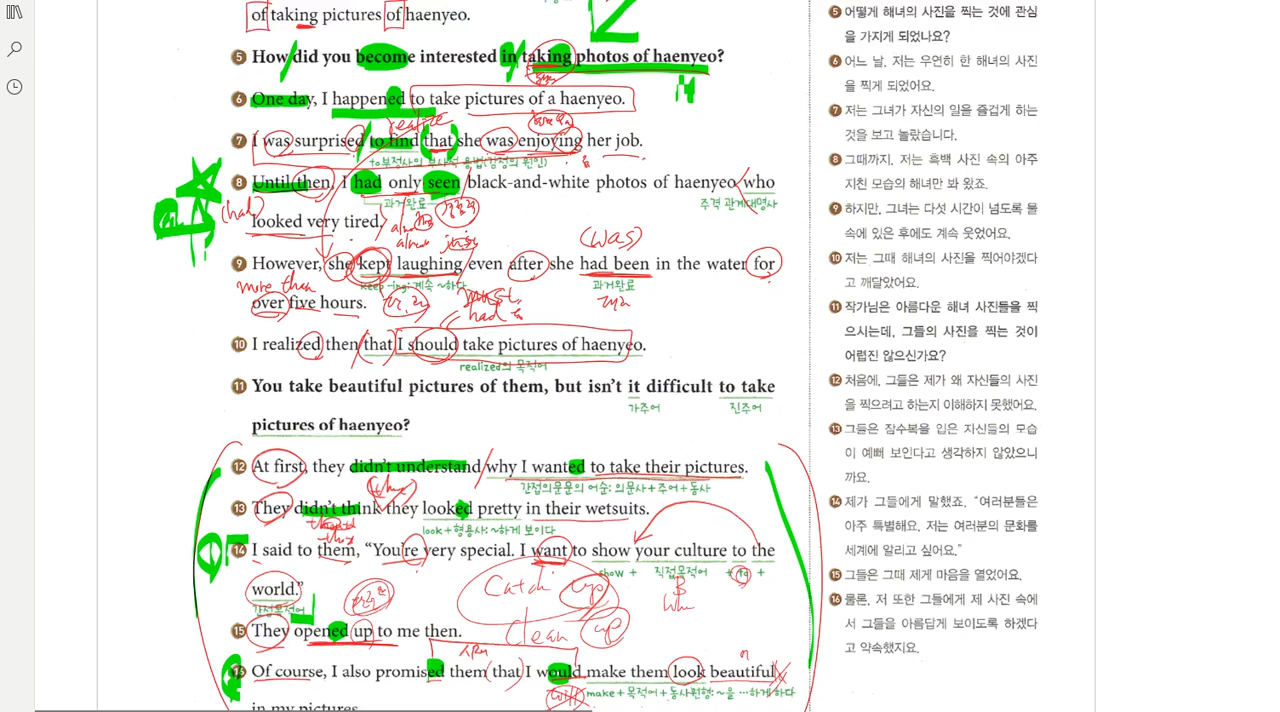 of taking pictures of haenyeo.
5 How did you become interested in taking photos of haenyeo?
6 One day, I happened to take pictures of a haenyeo.
realize
7 I was surprised to find that she was enjoying her job.
to부정사의 부사적 용법(감정의 원인)
8 Until then, I had only seen black-and-white photos of haenyeo who
과거완료 주격 관계대명사
(had)
looked very tired.
(was)
9 However, she kept laughing even after she had been in the water for
more than keep -ing: 계속 ~하다 과거완료
over five hours.
must
had to
10 I realized then that I should take pictures of haenyeo.
realized의 목적어
11 You take beautiful pictures of them, but isn't it difficult to take
가주어 진주어
pictures of haenyeo?
12 At first, they didn't understand why I wanted to take their pictures.
간접의문문의 어순: 의문사+주어+동사
13 They didn't think they looked pretty in their wetsuits.
look+형용사: ~하게 보이다
14 I said to them, “You're very special. I want to show your culture to the
show + 직접목적어 + to +
world.”
간접목적어
Catch up
Clean up
15 They opened up to me then.
16 Of course, I also promised them (that) I would make them look beautiful
will make+목적어+동사원형: ~을 …하게 하다
in my pictures.
5 어떻게 해녀의 사진을 찍는 것에 관심
을 가지게 되었나요?
6 어느 날, 저는 우연히 한 해녀의 사진
을 찍게 되었어요.
7 저는 그녀가 자신의 일을 즐겁게 하는
것을 보고 놀랐습니다.
8 그때까지, 저는 흑백 사진 속의 아주
지친 모습의 해녀만 봐 왔죠.
9 하지만, 그녀는 다섯 시간이 넘도록 물
속에 있은 후에도 계속 웃었어요.
10 저는 그때 해녀의 사진을 찍어야겠다
고 깨달았어요.
11 작가님은 아름다운 해녀 사진들을 찍
으시는데, 그들의 사진을 찍는 것이
어렵진 않으신가요?
12 처음에, 그들은 제가 왜 자신들의 사진
을 찍으려고 하는지 이해하지 못했어요.
13 그들은 잠수복을 입은 자신들의 모습
이 예뻐 보인다고 생각하지 않았으니
까요.
14 제가 그들에게 말했죠. “여러분들은
아주 특별해요. 저는 여러분의 문화를
세계에 알리고 싶어요.”
15 그들은 그때 제게 마음을 열었어요.
16 물론, 저 또한 그들에게 제 사진 속에
서 그들을 아름답게 보이도록 하겠다
고 약속했지요.